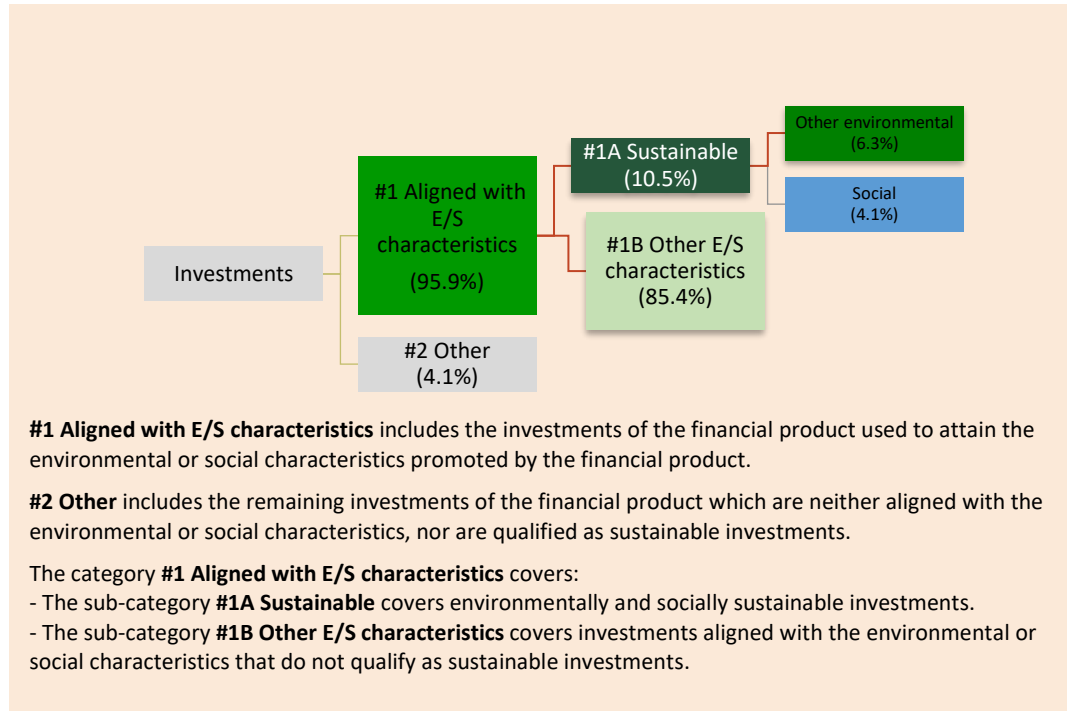 Investments
#1 Aligned with
E/S
characteristics
(95.9%)
#2 Other
(4.1%)
#1A Sustainable
(10.5%)
#1B Other E/S
characteristics
(85.4%)
Other environmental
(6.3%)
Social
(4.1%)
#1 Aligned with E/S characteristics includes the investments of the financial product used to attain the
environmental or social characteristics promoted by the financial product.
#2 Other includes the remaining investments of the financial product which are neither aligned with the
environmental or social characteristics, nor are qualified as sustainable investments.
The category #1 Aligned with E/S characteristics covers:
- The sub-category #1A Sustainable covers environmentally and socially sustainable investments.
- The sub-category #1B Other E/S characteristics covers investments aligned with the environmental or
social characteristics that do not qualify as sustainable investments.